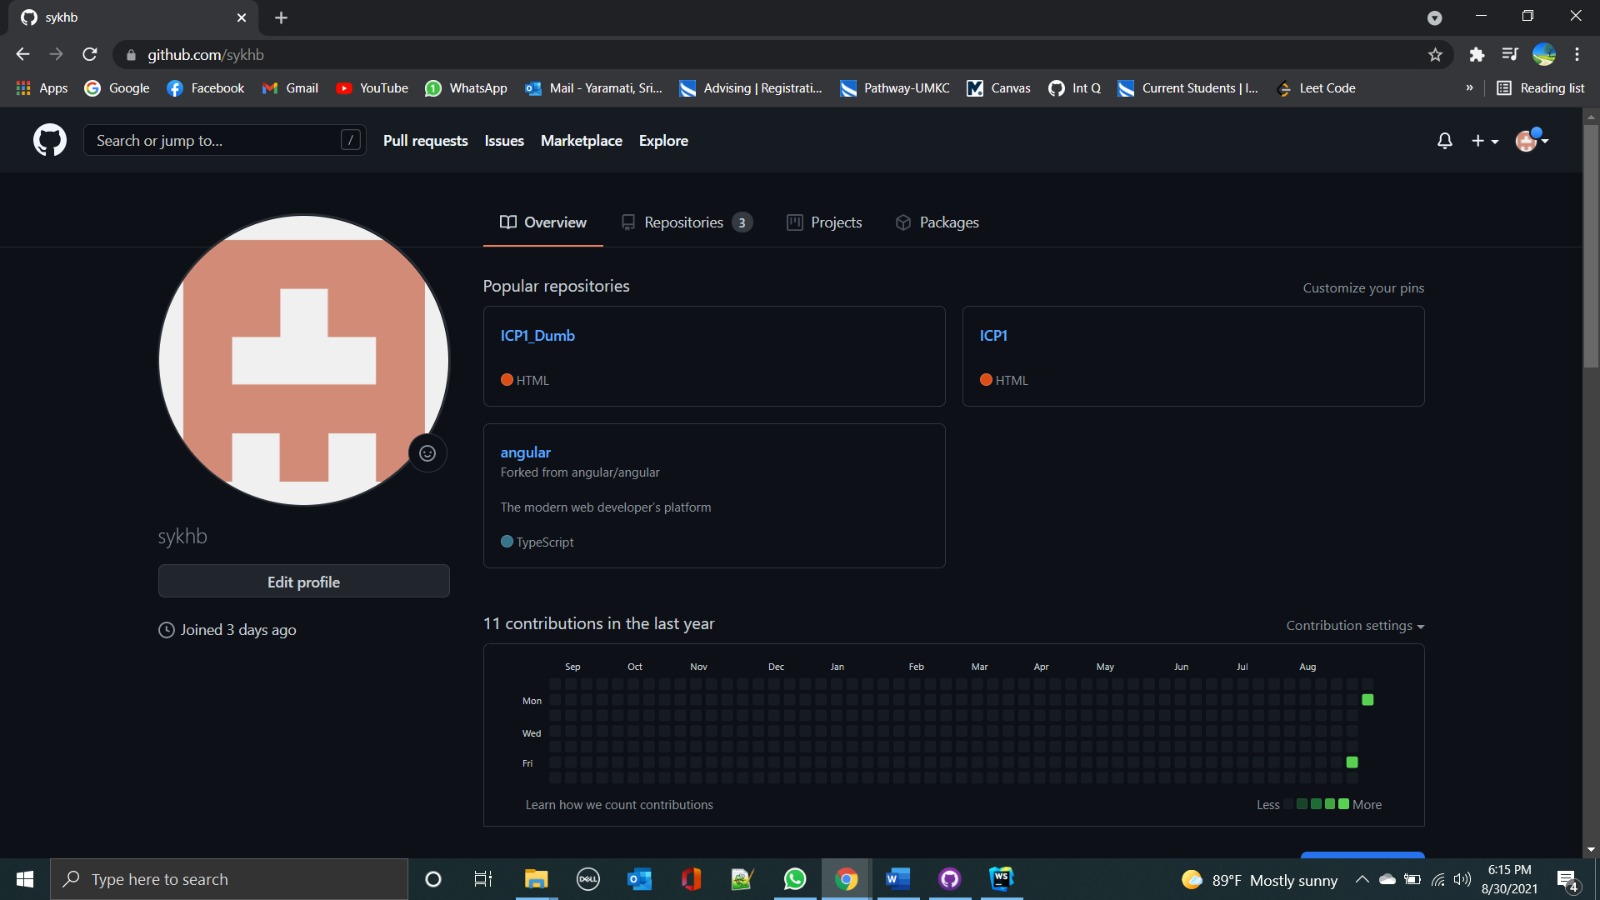 sykhb
github.com/sykhb
Apps Google Facebook Gmail YouTube WhatsApp Mail - Yaramati, Sri... Advising | Registrati... Pathway-UMKC Canvas Int Q Current Students | I... Leet Code » Reading list
Search or jump to... / Pull requests Issues Marketplace Explore
Overview Repositories 3 Projects Packages
Popular repositories Customize your pins
ICP1_Dumb
HTML
ICP1
HTML
angular
Forked from angular/angular
The modern web developer's platform
TypeScript
sykhb
Edit profile
Joined 3 days ago
11 contributions in the last year Contribution settings
Sep Oct Nov Dec Jan Feb Mar Apr May Jun Jul Aug
Mon
Wed
Fri
Learn how we count contributions Less More
Type here to search DELL W WS 89°F Mostly sunny 6:15 PM
8/30/2021 4